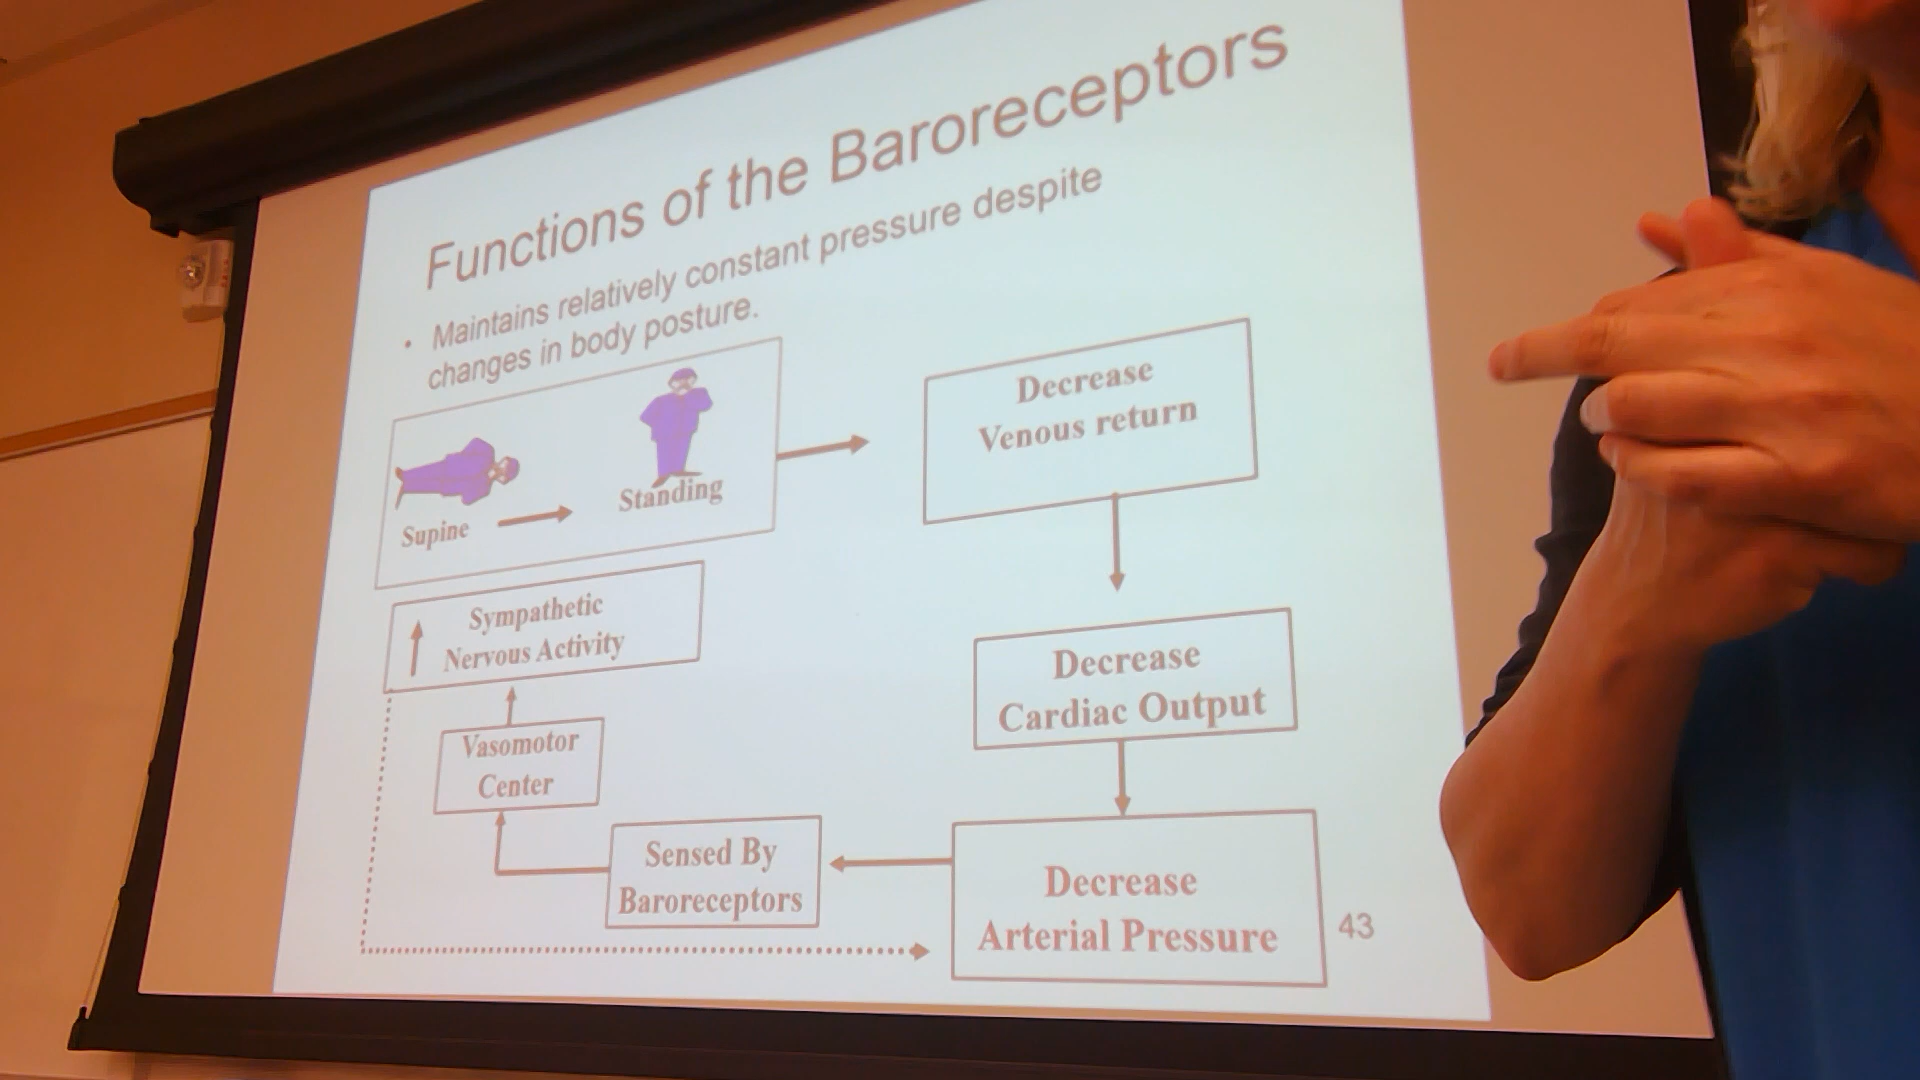 Functions of the Baroreceptors
• Maintains relatively constant pressure despite
changes in body posture.
Supine
Standing
Decrease
Venous return
Decrease
Cardiac Output
Decrease
Arterial Pressure
Sensed By
Baroreceptors
Vasomotor
Center
Sympathetic
Nervous Activity
43